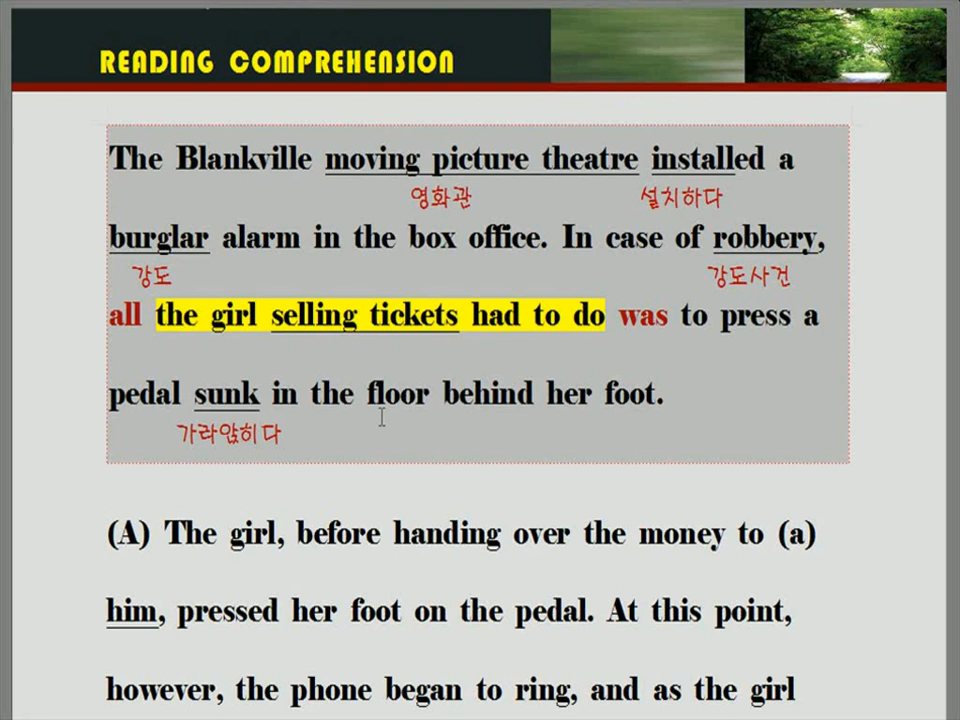 READING COMPREHENSION
The Blankville moving picture theatre installed a
영화관 설치하다
burglar alarm in the box office. In case of robbery,
강도 강도사건
all the girl selling tickets had to do was to press a
pedal sunk in the floor behind her foot.
가라앉히다
(A) The girl, before handing over the money to (a)
him, pressed her foot on the pedal. At this point,
however, the phone began to ring, and as the girl